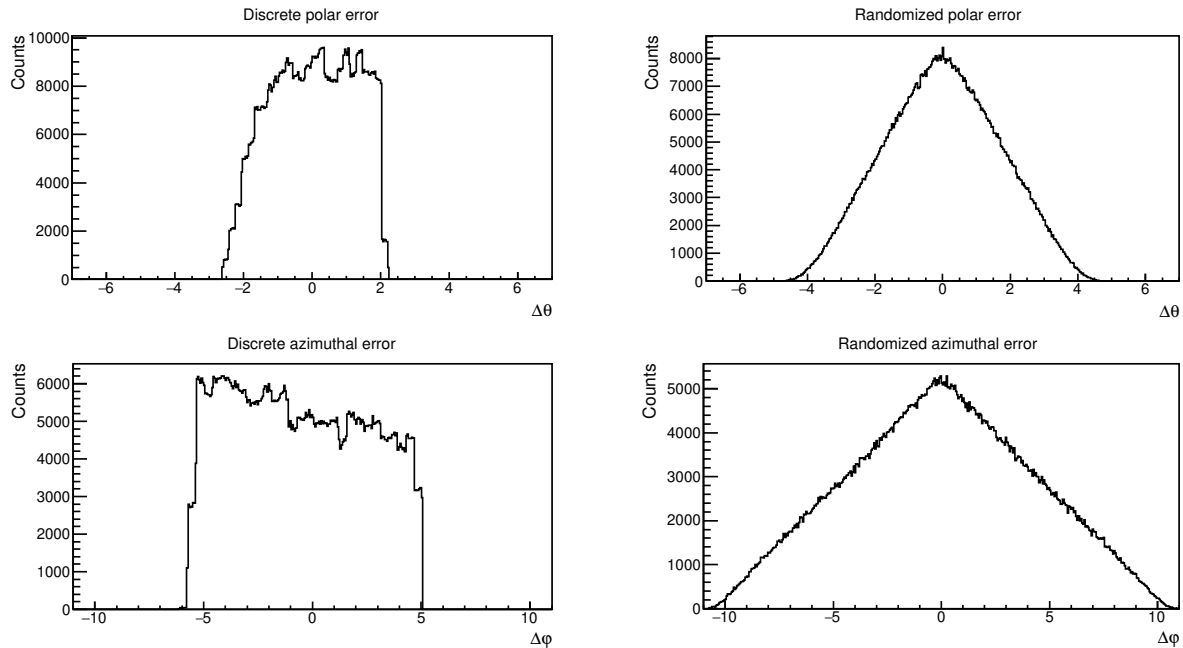 Discrete polar error
Counts
10000
8000
6000
4000
2000
0
−6 −4 −2 0 2 4 6
Δθ
Randomized polar error
Counts
8000
7000
6000
5000
4000
3000
2000
1000
0
−6 −4 −2 0 2 4 6
Δθ
Discrete azimuthal error
Counts
6000
5000
4000
3000
2000
1000
0
−10 −5 0 5 10
Δφ
Randomized azimuthal error
Counts
5000
4000
3000
2000
1000
0
−10 −5 0 5 10
Δφ